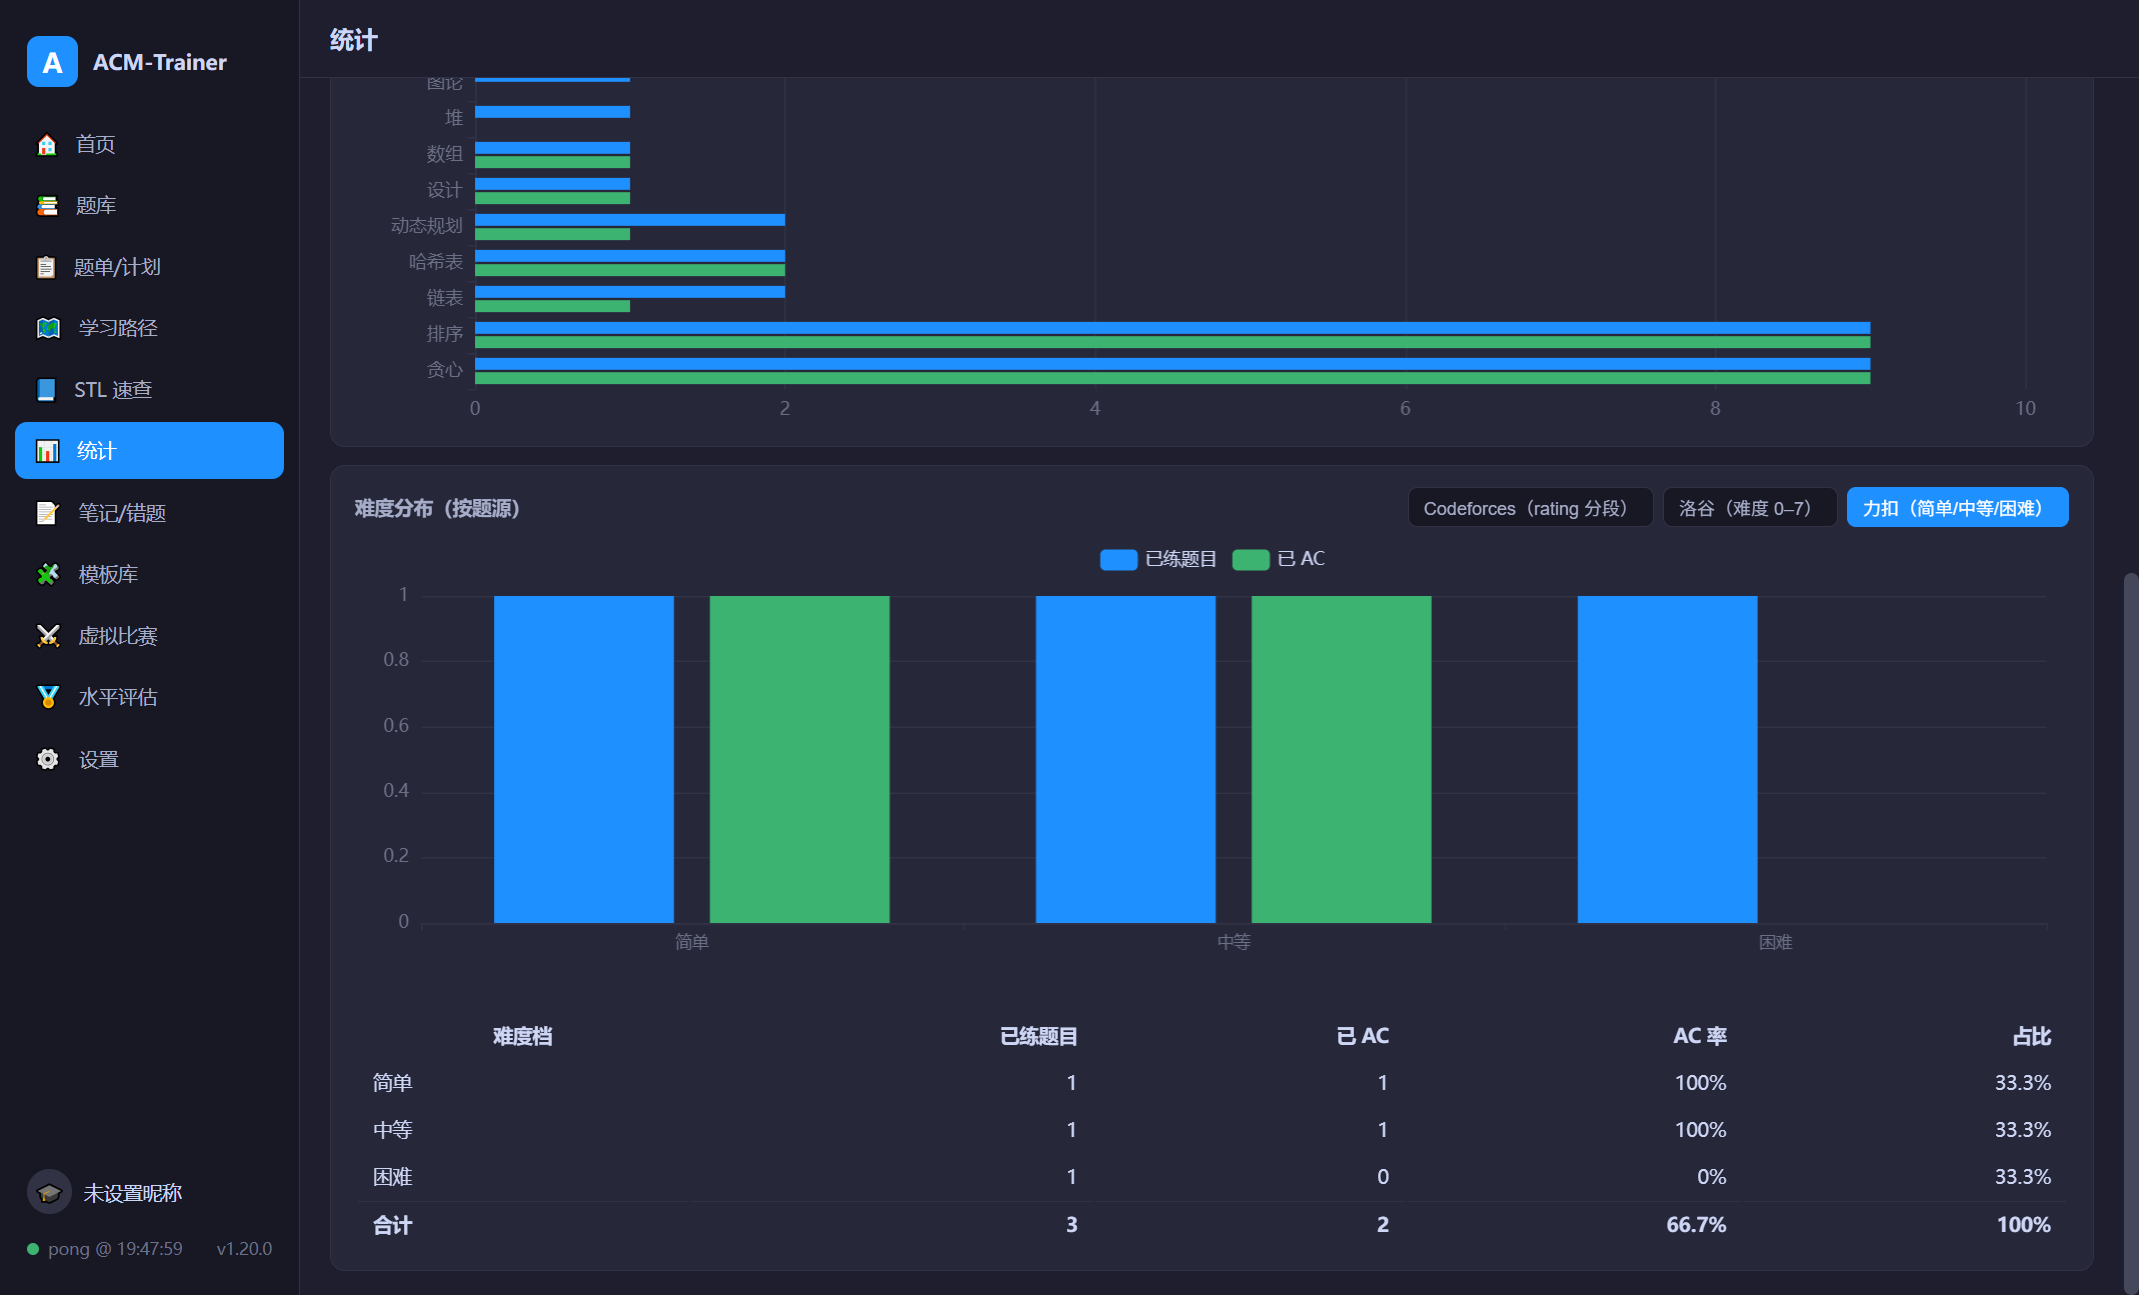 A ACM-Trainer
首页
题库
题单/计划
学习路径
STL 速查
统计
笔记/错题
模板库
虚拟比赛
水平评估
设置
未设置昵称
pong @ 19:47:59 v1.20.0
统计
图论
堆
数组
设计
动态规划
哈希表
链表
排序
贪心
0 2 4 6 8 10
难度分布（按题源）
Codeforces（rating 分段） 洛谷（难度 0–7） 力扣（简单/中等/困难）
已练题目 已 AC
1
0.8
0.6
0.4
0.2
0
简单 中等 困难
难度档 已练题目 已 AC AC 率 占比
简单 1 1 100% 33.3%
中等 1 1 100% 33.3%
困难 1 0 0% 33.3%
合计 3 2 66.7% 100%